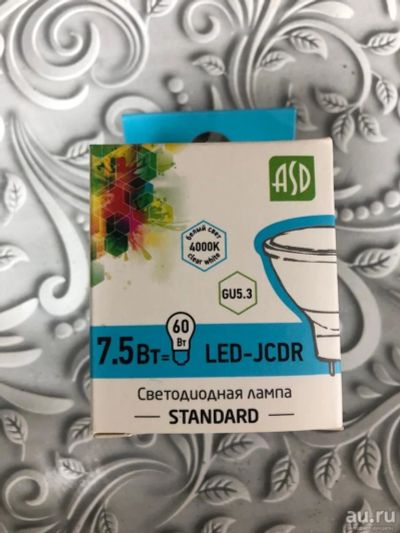 ASD
белый свет
4000K
clear white
GU5.3
7.5Вт=
60
Вт
LED-JCDR
Светодиодная лампа
STANDARD
au.ru